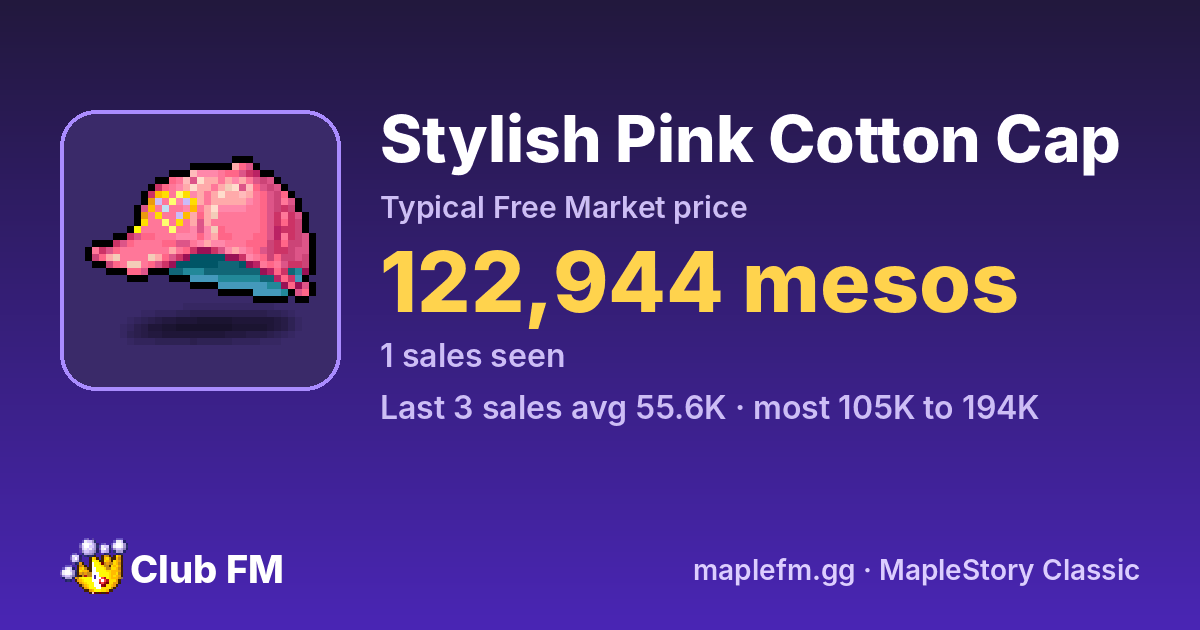 Stylish Pink Cotton Cap
Typical Free Market price
122,944 mesos
1 sales seen
Last 3 sales avg 55.6K · most 105K to 194K
Club FM
maplefm.gg · MapleStory Classic